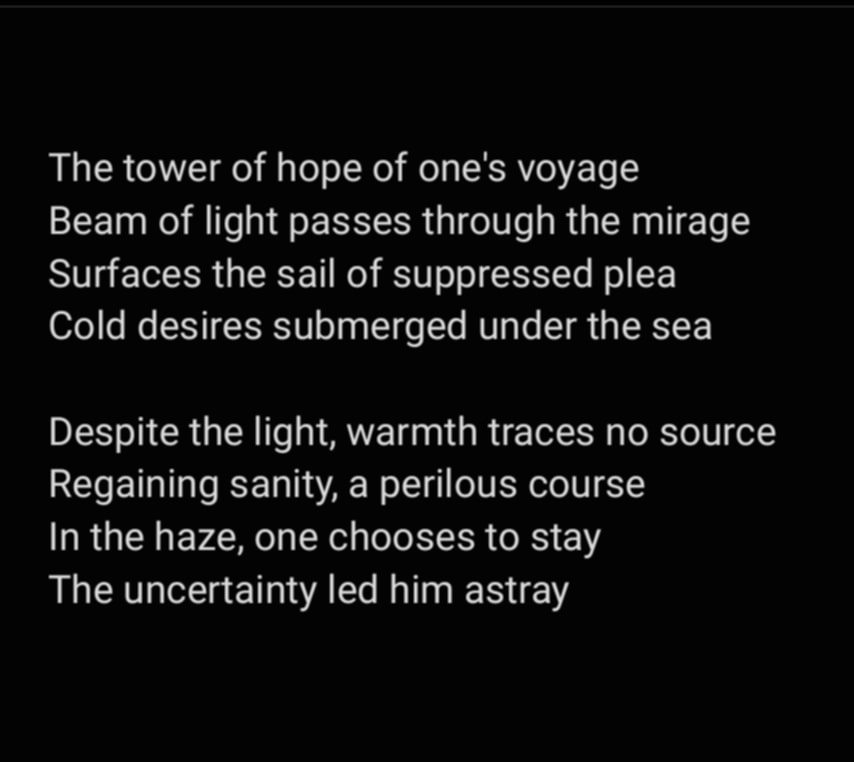 The tower of hope of one's voyage
Beam of light passes through the mirage
Surfaces the sail of suppressed plea
Cold desires submerged under the sea
Despite the light, warmth traces no source
Regaining sanity, a perilous course
In the haze, one chooses to stay
The uncertainty led him astray